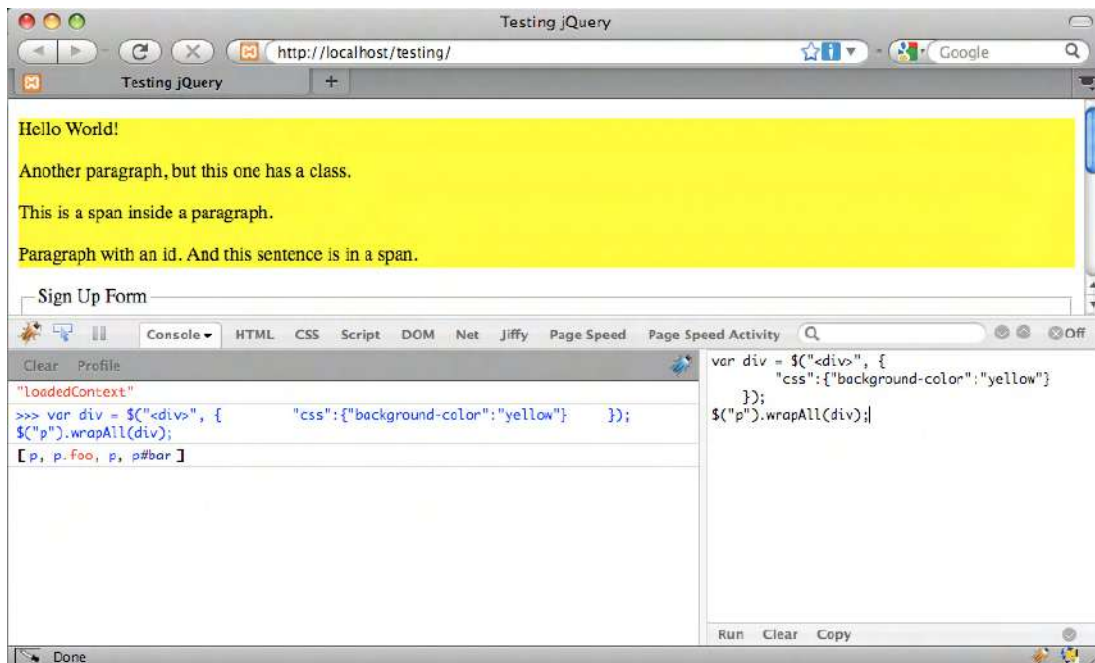 Testing jQuery
http://localhost/testing/
Google
Testing jQuery
+
Hello World!
Another paragraph, but this one has a class.
This is a span inside a paragraph.
Paragraph with an id. And this sentence is in a span.
Sign Up Form
Console HTML CSS Script DOM Net Jiffy Page Speed Page Speed Activity Off
Clear Profile
"loadedContext"
>>> var div = $("<div>", { "css":{"background-color":"yellow"} });
$("p").wrapAll(div);
[ p, p.foo, p, p#bar ]
var div = $("<div>", {
"css":{"background-color":"yellow"}
});
$("p").wrapAll(div);
Run Clear Copy
Done